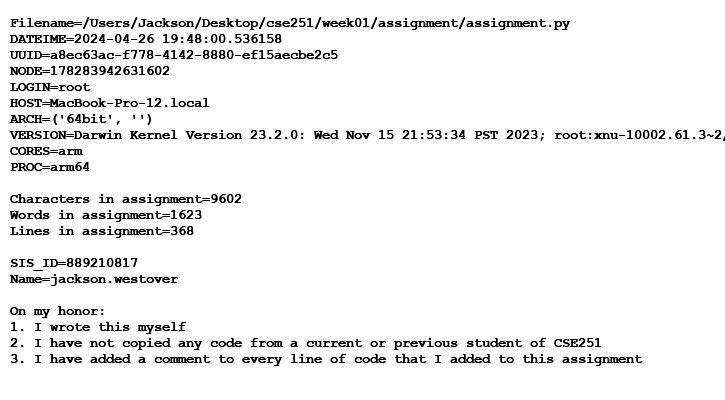 Filename=/Users/Jackson/Desktop/cse251/week01/assignment/assignment.py
DATEIME=2024-04-26 19:48:00.536158
UUID=a8ec63ac-f778-4142-8880-ef15aecbe2c5
NODE=178283942631602
LOGIN=root
HOST=MacBook-Pro-12.local
ARCH=('64bit', '')
VERSION=Darwin Kernel Version 23.2.0: Wed Nov 15 21:53:34 PST 2023; root:xnu-10002.61.3~2/
CORES=arm
PROC=arm64
Characters in assignment=9602
Words in assignment=1623
Lines in assignment=368
SIS_ID=889210817
Name=jackson.westover
On my honor:
1. I wrote this myself
2. I have not copied any code from a current or previous student of CSE251
3. I have added a comment to every line of code that I added to this assignment